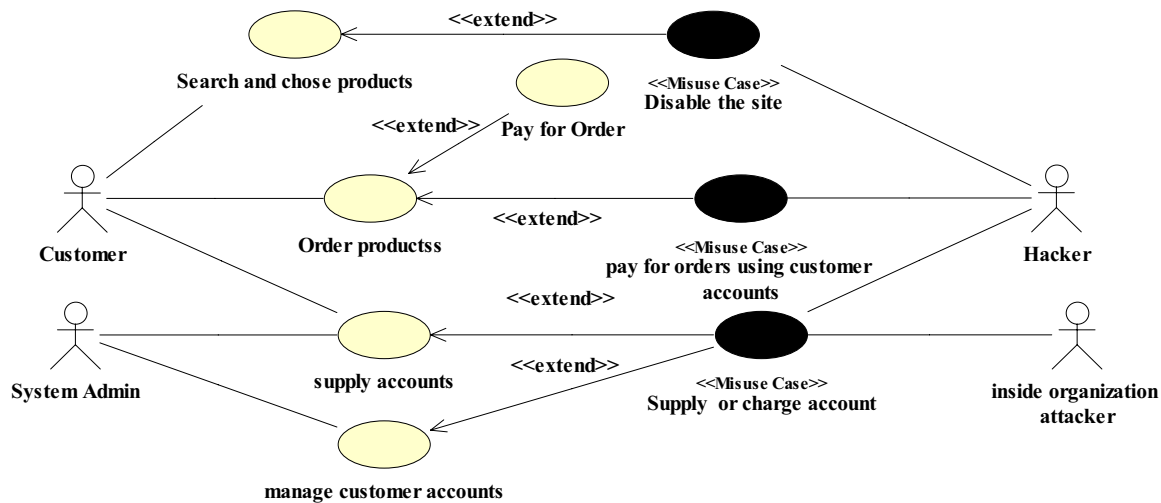 <<extend>>
Search and chose products
<<Misuse Case>>
Disable the site
<<extend>>
Pay for Order
<<extend>>
Customer
Order productss
<<Misuse Case>>
pay for orders using customer
accounts
Hacker
<<extend>>
<<extend>>
System Admin
supply accounts
<<Misuse Case>>
Supply or charge account
inside organization
attacker
manage customer accounts